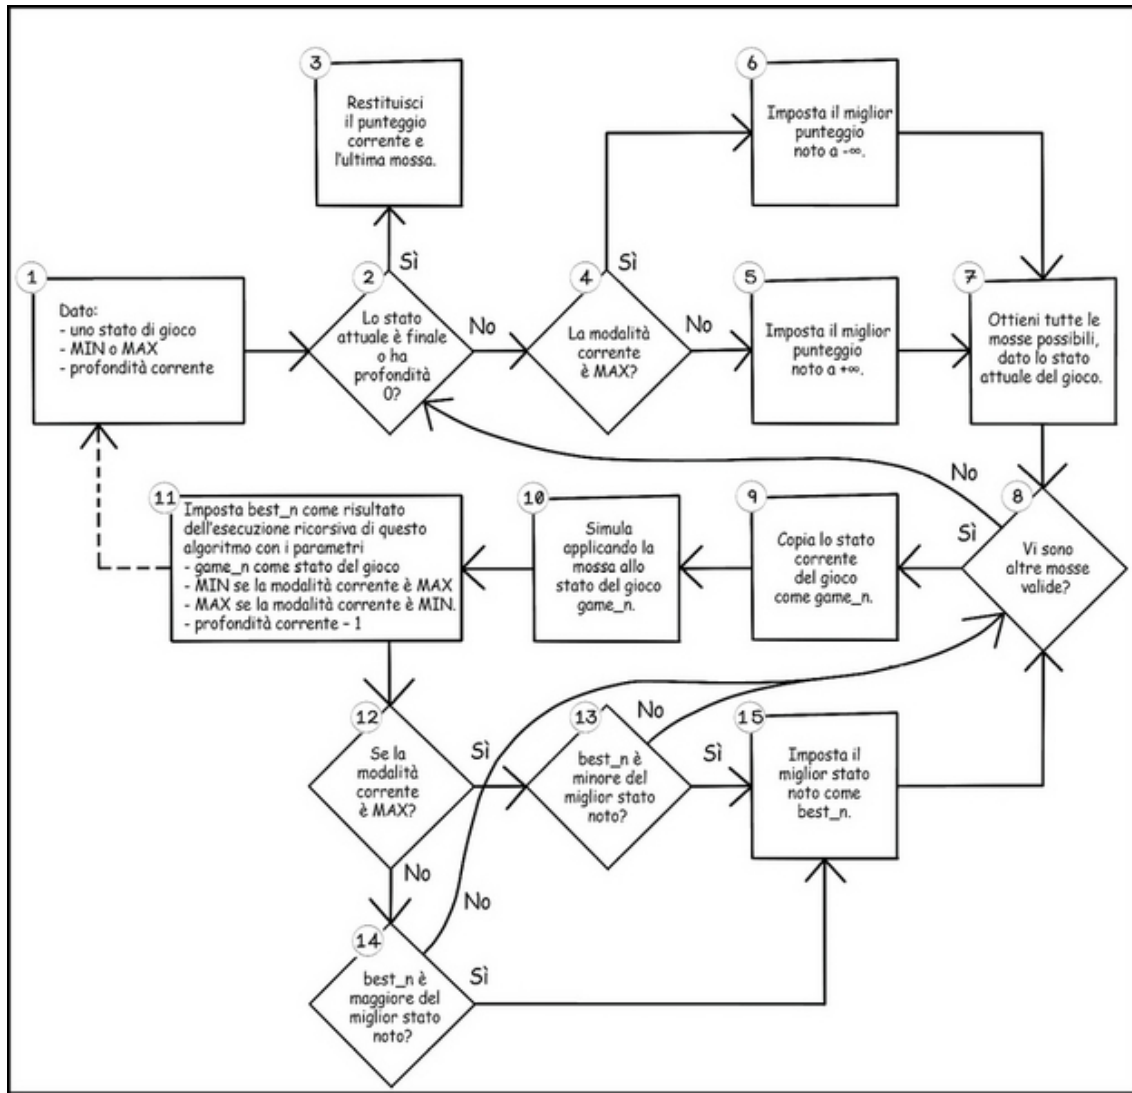 1
Dato:
- uno stato di gioco
- MIN o MAX
- profondità corrente
2
Lo stato
attuale è finale
o ha
profondità
0?
Sì
No
3
Restituisci
il punteggio
corrente e
l'ultima mossa.
4
La modalità
corrente
è MAX?
Sì
No
5
Imposta il miglior
punteggio
noto a +∞.
6
Imposta il miglior
punteggio
noto a -∞.
7
Ottieni tutte le
mosse possibili,
dato lo stato
attuale del gioco.
8
Vi sono
altre mosse
valide?
No
Sì
9
Copia lo stato
corrente
del gioco
come game_n.
10
Simula
applicando la
mossa allo
stato del gioco
game_n.
11
Imposta best_n come risultato
dell'esecuzione ricorsiva di questo
algoritmo con i parametri
- game_n come stato del gioco
- MIN se la modalità corrente è MAX
- MAX se la modalità corrente è MIN.
- profondità corrente – 1
12
Se la
modalità
corrente
è MAX?
Sì
No
13
best_n è
minore del
miglior stato
noto?
No
Sì
14
best_n è
maggiore del
miglior stato
noto?
No
Sì
15
Imposta il
miglior stato
noto come
best_n.